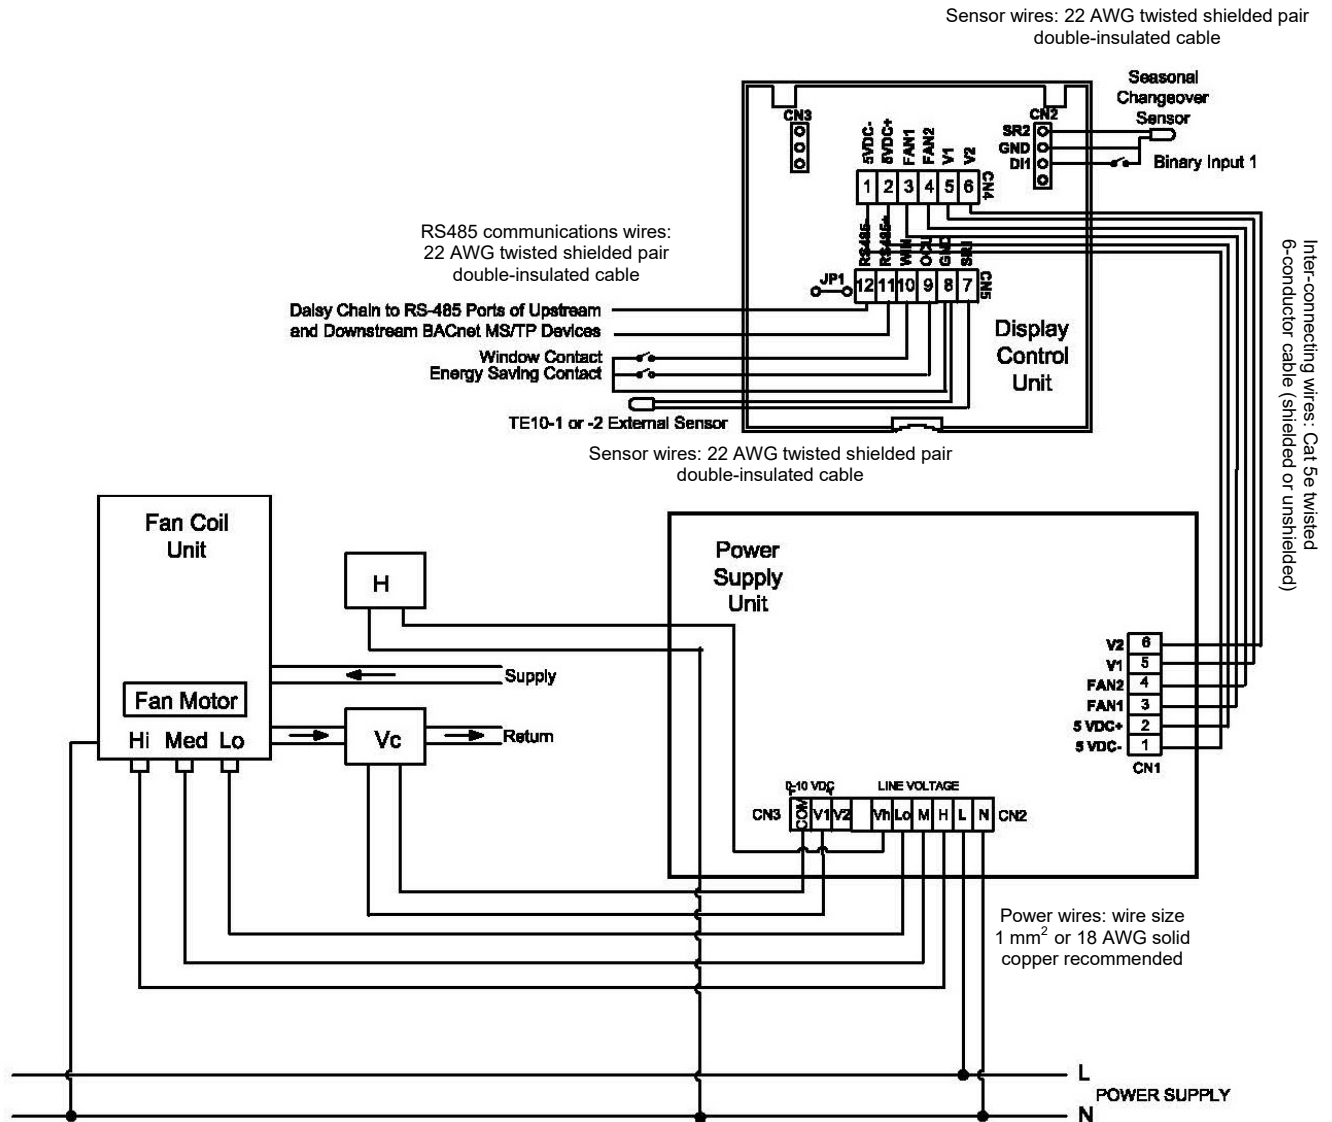 Sensor wires: 22 AWG twisted shielded pair
double-insulated cable
Seasonal
Changeover
Sensor
CN3
CN2
SR2
GND
DI1
Binary Input 1
5VDC-
5VDC+
FAN1
FAN2
V1
V2
1 2 3 4 5 6
CN4
RS485-
RS485+
WIN
OCU
GND
SR1
JP1
12 11 10 9 8 7
CN5
RS485 communications wires:
22 AWG twisted shielded pair
double-insulated cable
Daisy Chain to RS-485 Ports of Upstream
and Downstream BACnet MS/TP Devices
Window Contact
Energy Saving Contact
TE10-1 or -2 External Sensor
Display
Control
Unit
Sensor wires: 22 AWG twisted shielded pair
double-insulated cable
Inter-connecting wires: Cat 5e twisted
6-conductor cable (shielded or unshielded)
Fan Coil
Unit
Fan Motor
Hi Med Lo
H
Supply
Vc
Return
Power
Supply
Unit
V2 6
V1 5
FAN2 4
FAN1 3
5 VDC+ 2
5 VDC- 1
CN1
0-10 VDC
LINE VOLTAGE
CN3 COM V1 V2 Vh Lo M H L N CN2
Power wires: wire size
1 mm² or 18 AWG solid
copper recommended
L
POWER SUPPLY
N